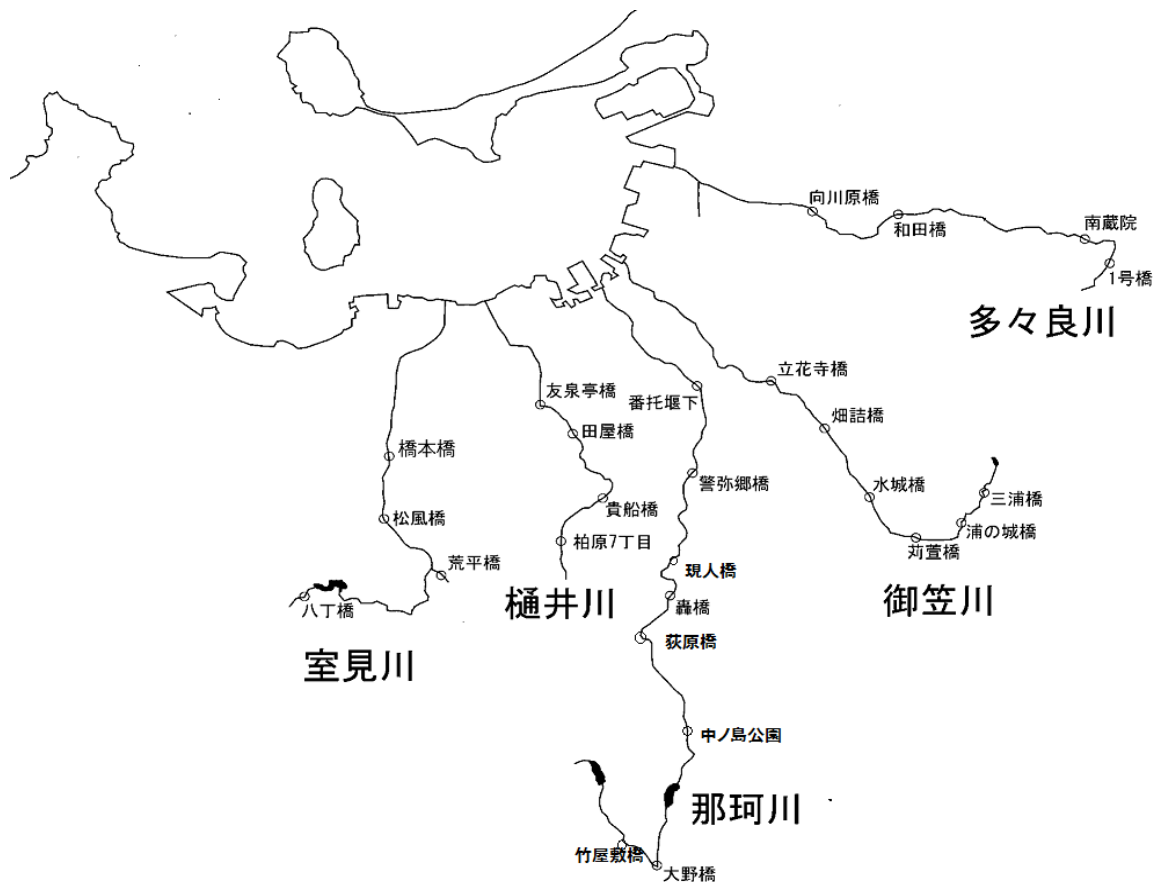 向川原橋
和田橋
南蔵院
1号橋
多々良川
立花寺橋
畑詰橋
水城橋
苅萱橋
浦の城橋
三浦橋
御笠川
番托堰下
警弥郷橋
現人橋
轟橋
荻原橋
中ノ島公園
那珂川
竹屋敷橋
大野橋
友泉亭橋
田屋橋
貴船橋
柏原7丁目
樋井川
橋本橋
松風橋
荒平橋
八丁橋
室見川